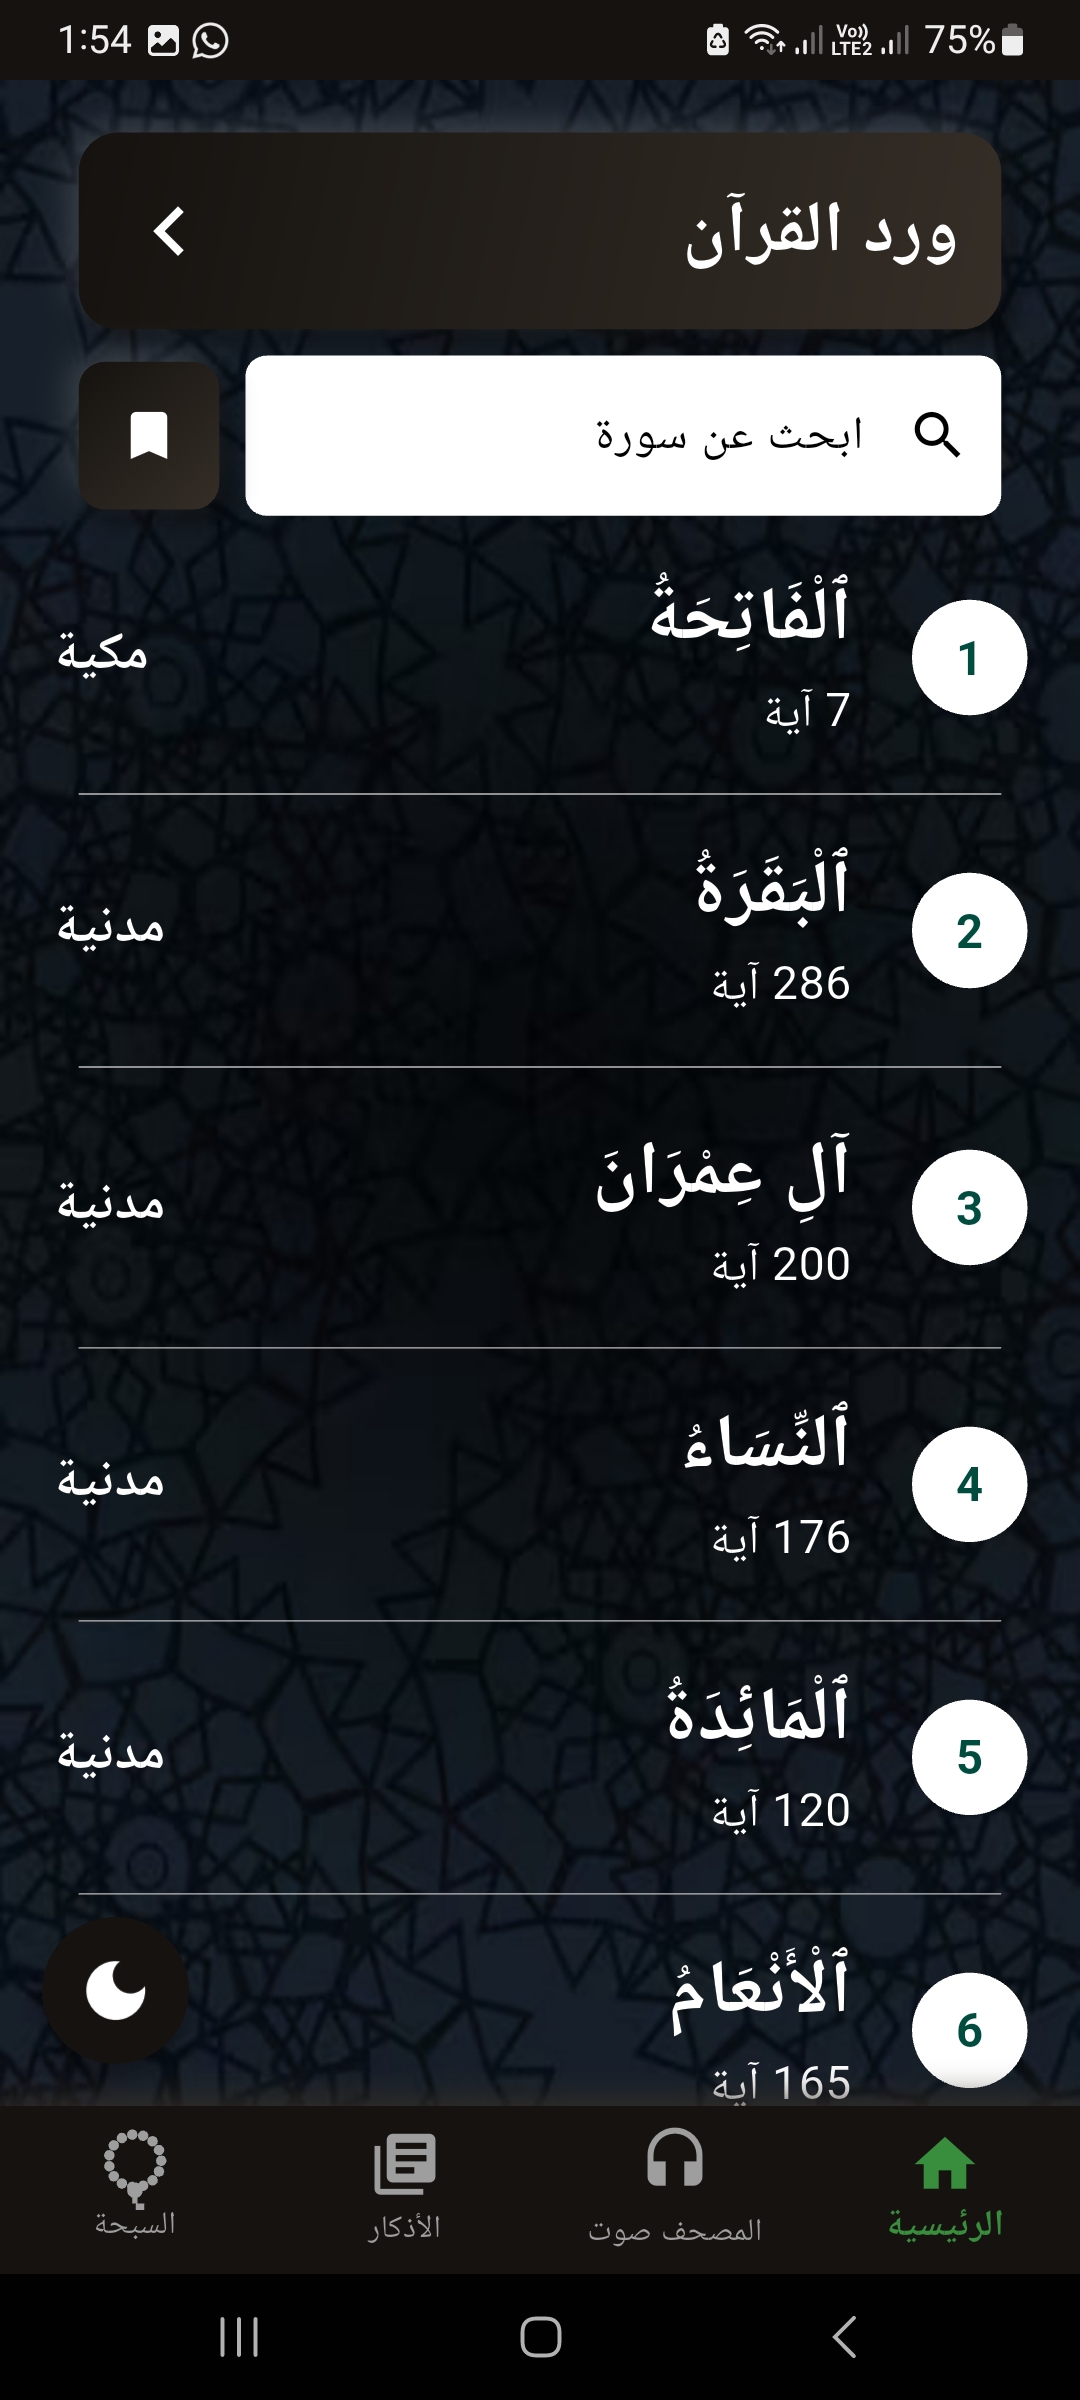 1:54
Vo)) LTE2 75%
ورد القرآن
ابحث عن سورة
1
ٱلْفَاتِحَةُ
7 آية
مكية
2
ٱلْبَقَرَةُ
286 آية
مدنية
3
آلِ عِمْرَانَ
200 آية
مدنية
4
ٱلنِّسَاءُ
176 آية
مدنية
5
ٱلْمَائِدَةُ
120 آية
مدنية
6
ٱلْأَنْعَامُ
165 آية
الرئيسية
المصحف صوت
الأذكار
السبحة